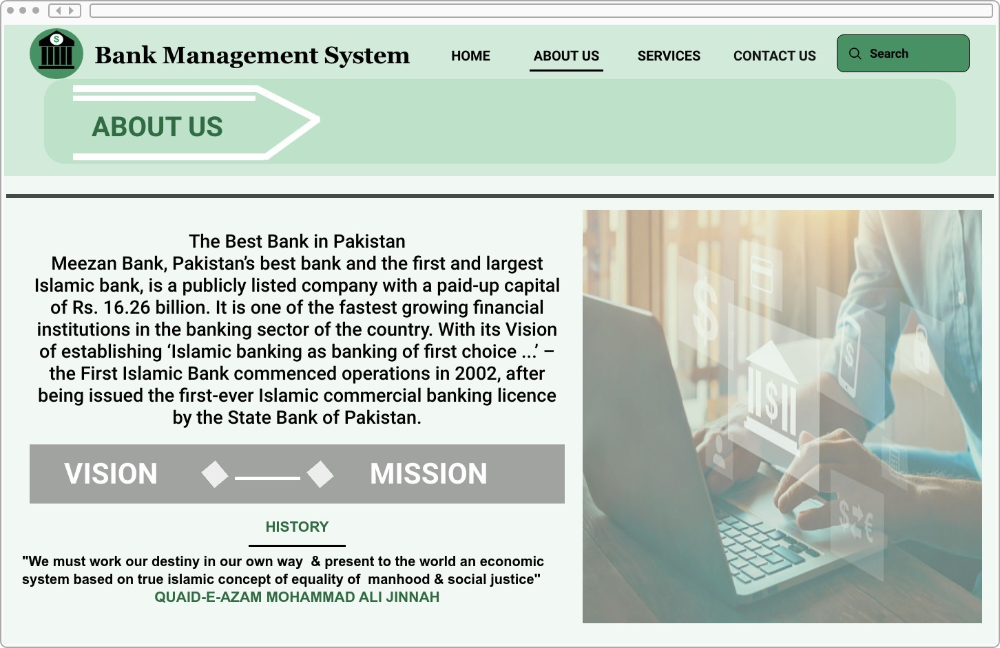 $
Bank Management System
HOME
ABOUT US
SERVICES
CONTACT US
Search
ABOUT US
The Best Bank in Pakistan
Meezan Bank, Pakistan’s best bank and the first and largest
Islamic bank, is a publicly listed company with a paid-up capital
of Rs. 16.26 billion. It is one of the fastest growing financial
institutions in the banking sector of the country. With its Vision
of establishing ‘Islamic banking as banking of first choice ...’ –
the First Islamic Bank commenced operations in 2002, after
being issued the first-ever Islamic commercial banking licence
by the State Bank of Pakistan.
VISION
MISSION
HISTORY
"We must work our destiny in our own way  & present to the world an economic
system based on true islamic concept of equality of  manhood & social justice"
QUAID-E-AZAM MOHAMMAD ALI JINNAH
$
$
$
$ €